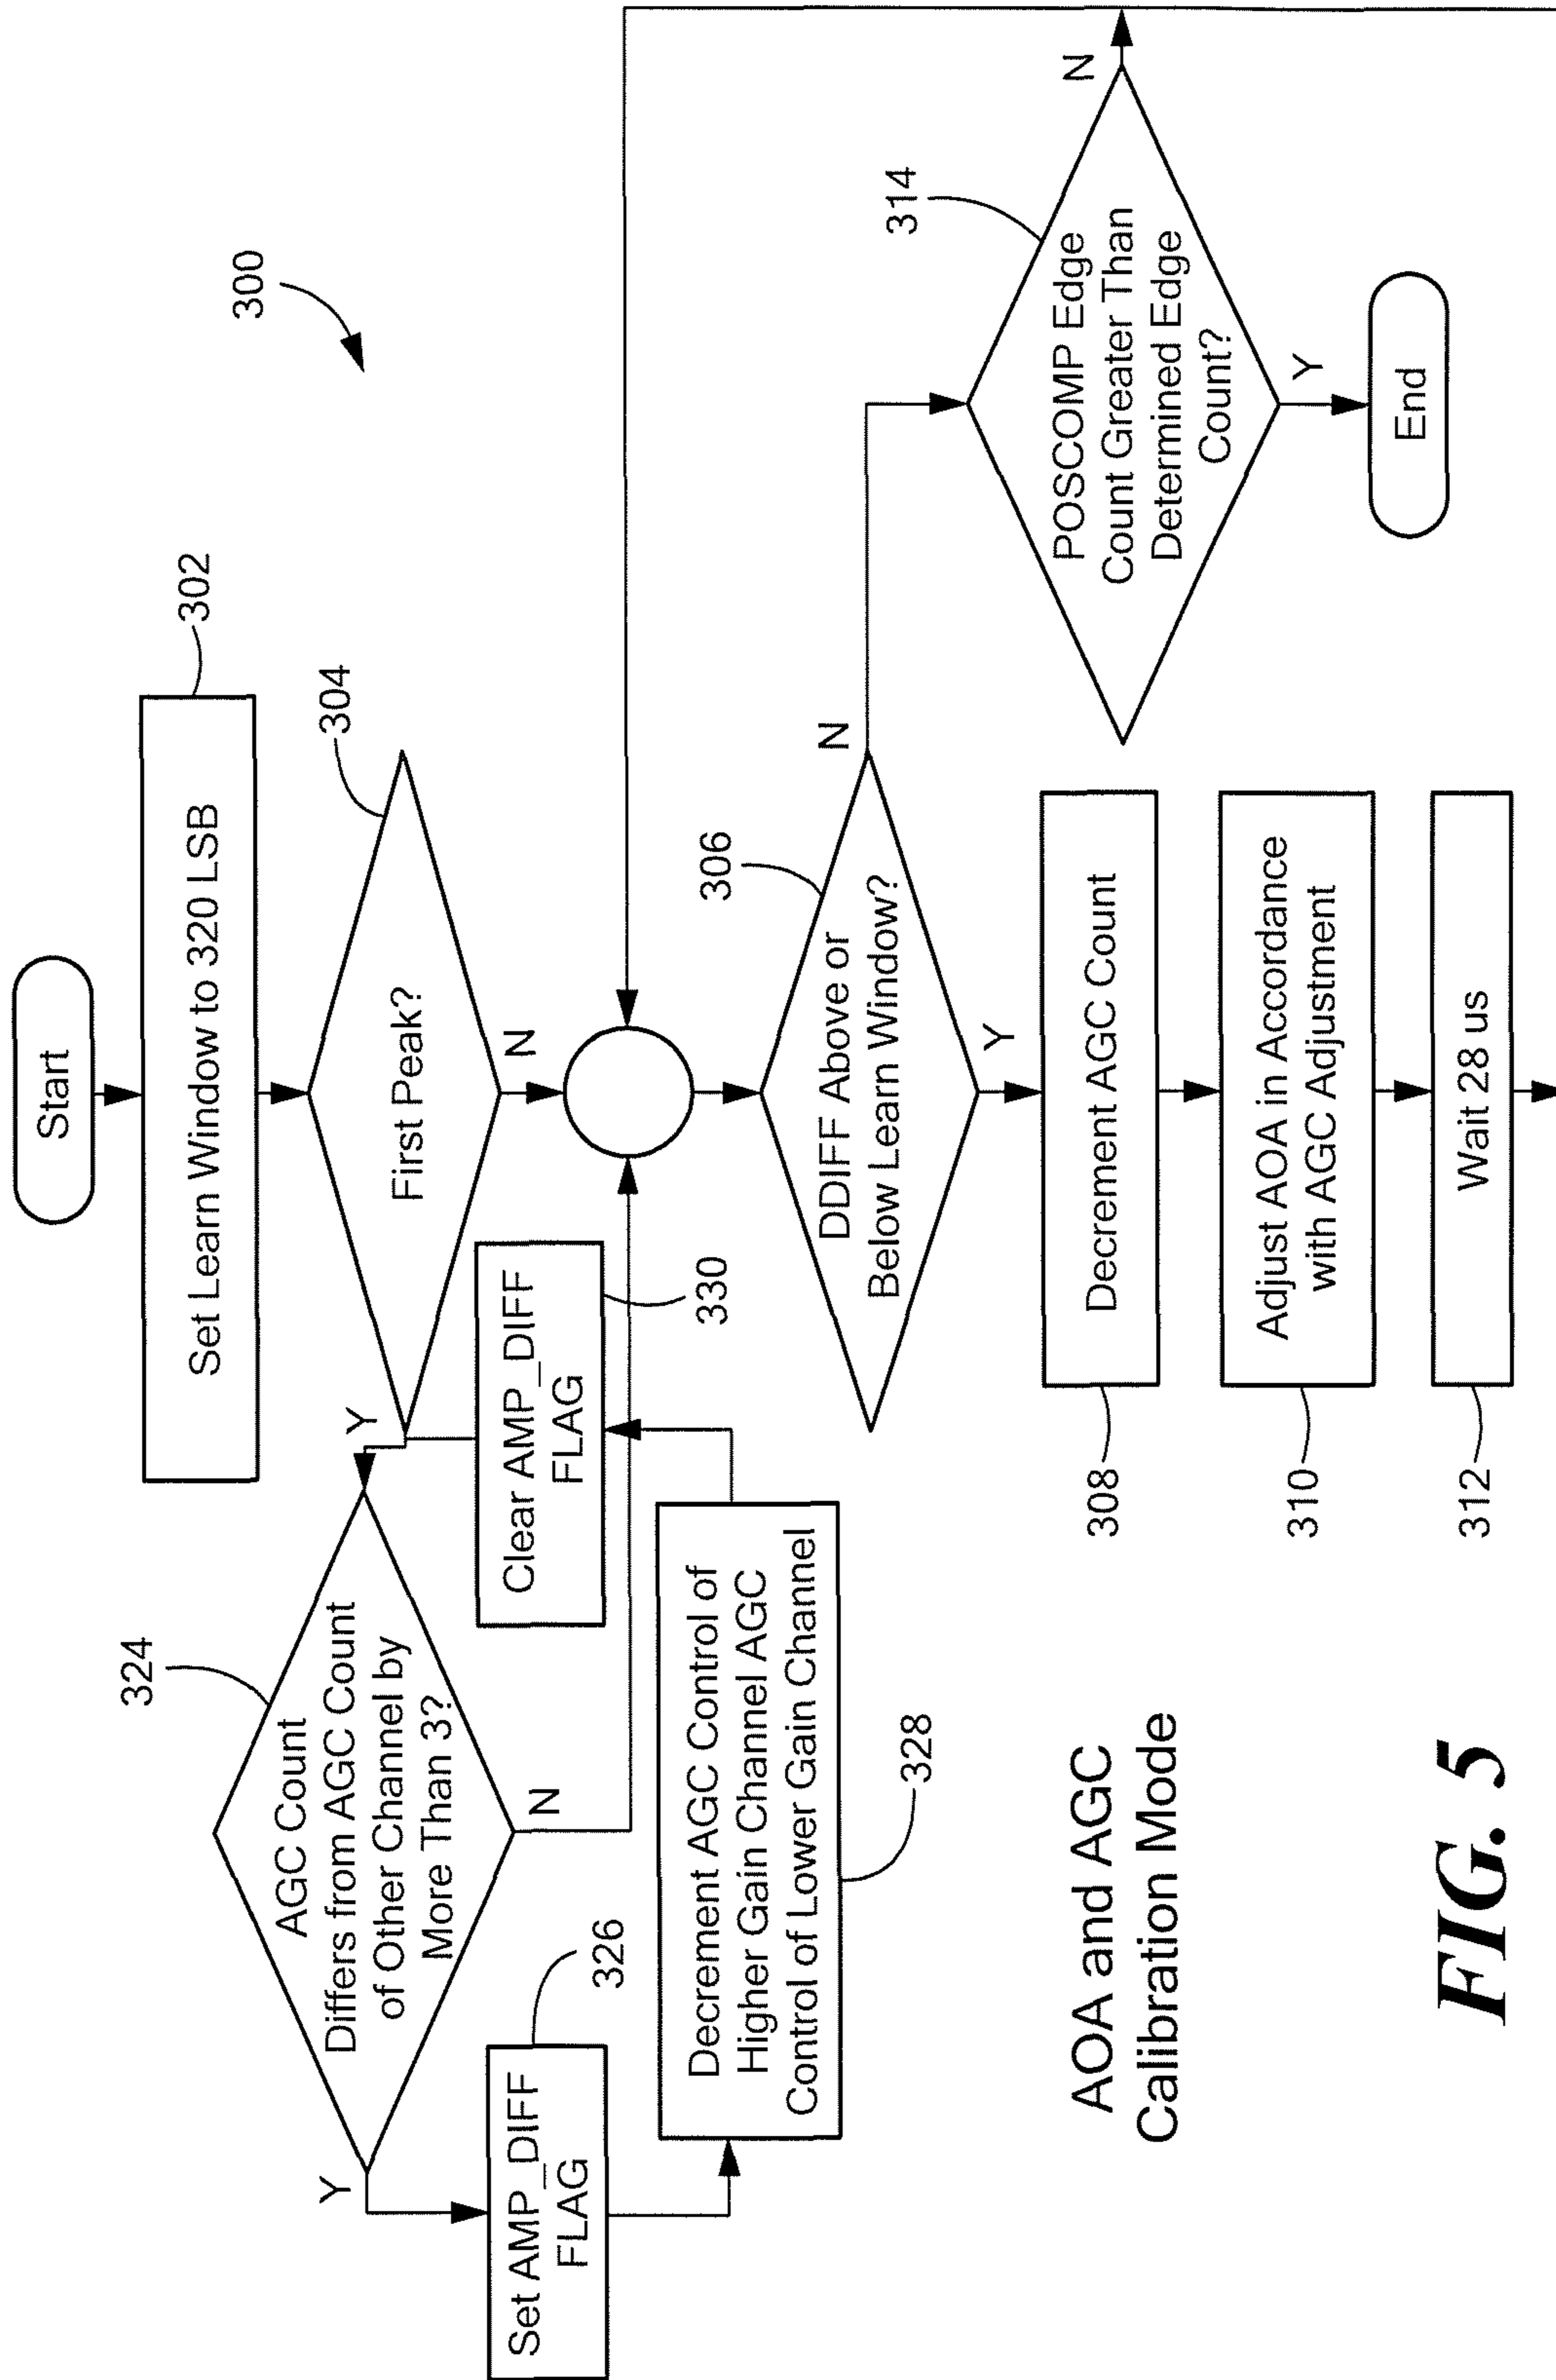 300
Start
302
Set Learn Window to 320 LSB
304
First Peak?
Y
N
324
AGC Count
Differs from AGC Count
of Other Channel by
More Than 3?
Y
N
326
Set AMP_DIFF
FLAG
328
Decrement AGC Control of
Higher Gain Channel AGC
Control of Lower Gain Channel
330
Clear AMP_DIFF
FLAG
306
DDIFF Above or
Below Learn Window?
N
Y
314
POSCOMP Edge
Count Greater Than
Determined Edge
Count?
N
Y
End
308
Decrement AGC Count
310
Adjust AOA in Accordance
with AGC Adjustment
312
Wait 28 us
AOA and AGC
Calibration Mode
FIG. 5